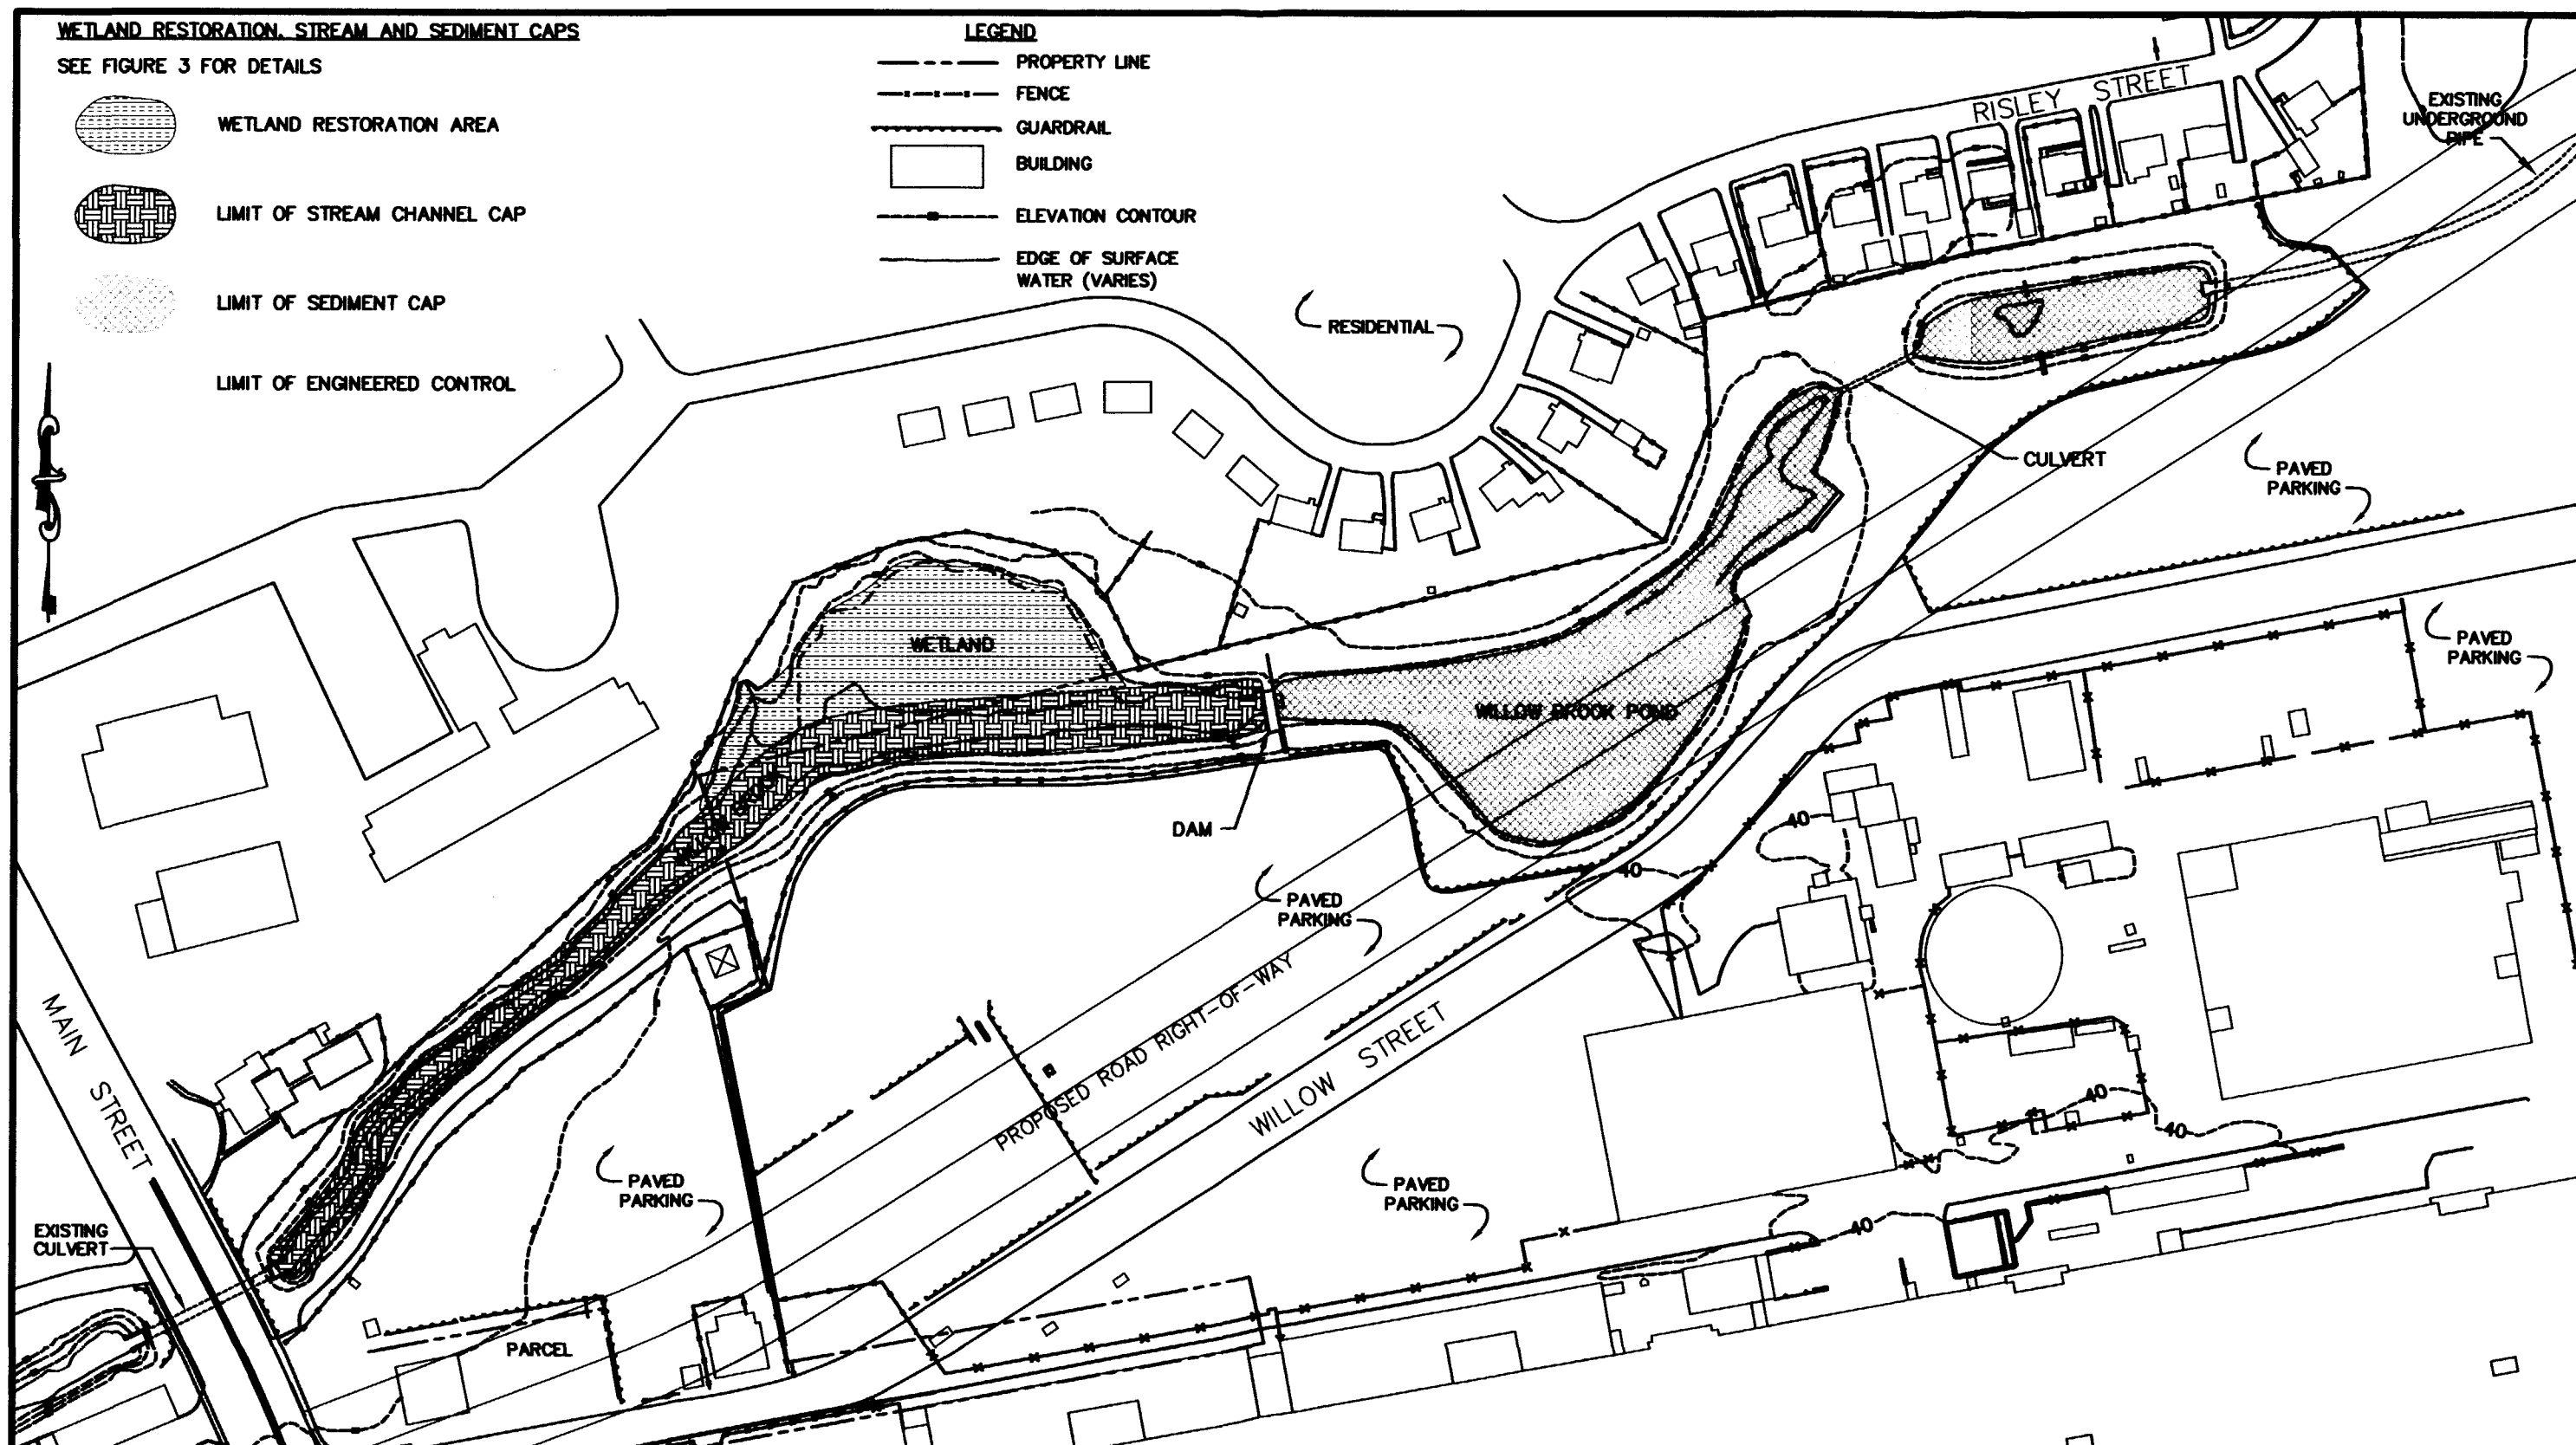 WETLAND RESTORATION, STREAM AND SEDIMENT CAPS
SEE FIGURE 3 FOR DETAILS
WETLAND RESTORATION AREA
LIMIT OF STREAM CHANNEL CAP
LIMIT OF SEDIMENT CAP
LIMIT OF ENGINEERED CONTROL
LEGEND
PROPERTY LINE
FENCE
GUARDRAIL
BUILDING
ELEVATION CONTOUR
EDGE OF SURFACE
WATER (VARIES)
RISLEY STREET
EXISTING
UNDERGROUND
PIPE
RESIDENTIAL
CULVERT
PAVED
PARKING
PAVED
PARKING
WETLAND
WILLOW BROOK POND
WILLOW BROOK
DAM
40
40
PAVED
PARKING
PROPOSED ROAD RIGHT-OF-WAY
WILLOW STREET
MAIN STREET
40
40
PAVED
PARKING
PAVED
PARKING
40
EXISTING
CULVERT
PARCEL